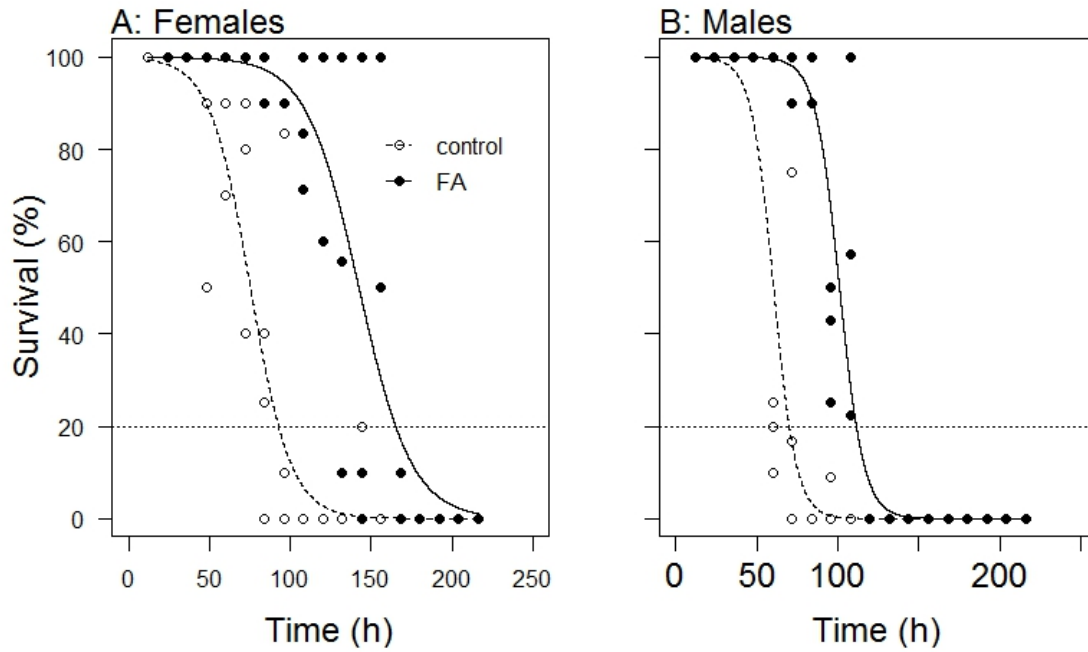 A: Females
B: Males
100
80
60
40
20
0
Survival (%)
control
FA
0 50 100 150 200 250
0 50 100 200
Time (h)
Time (h)